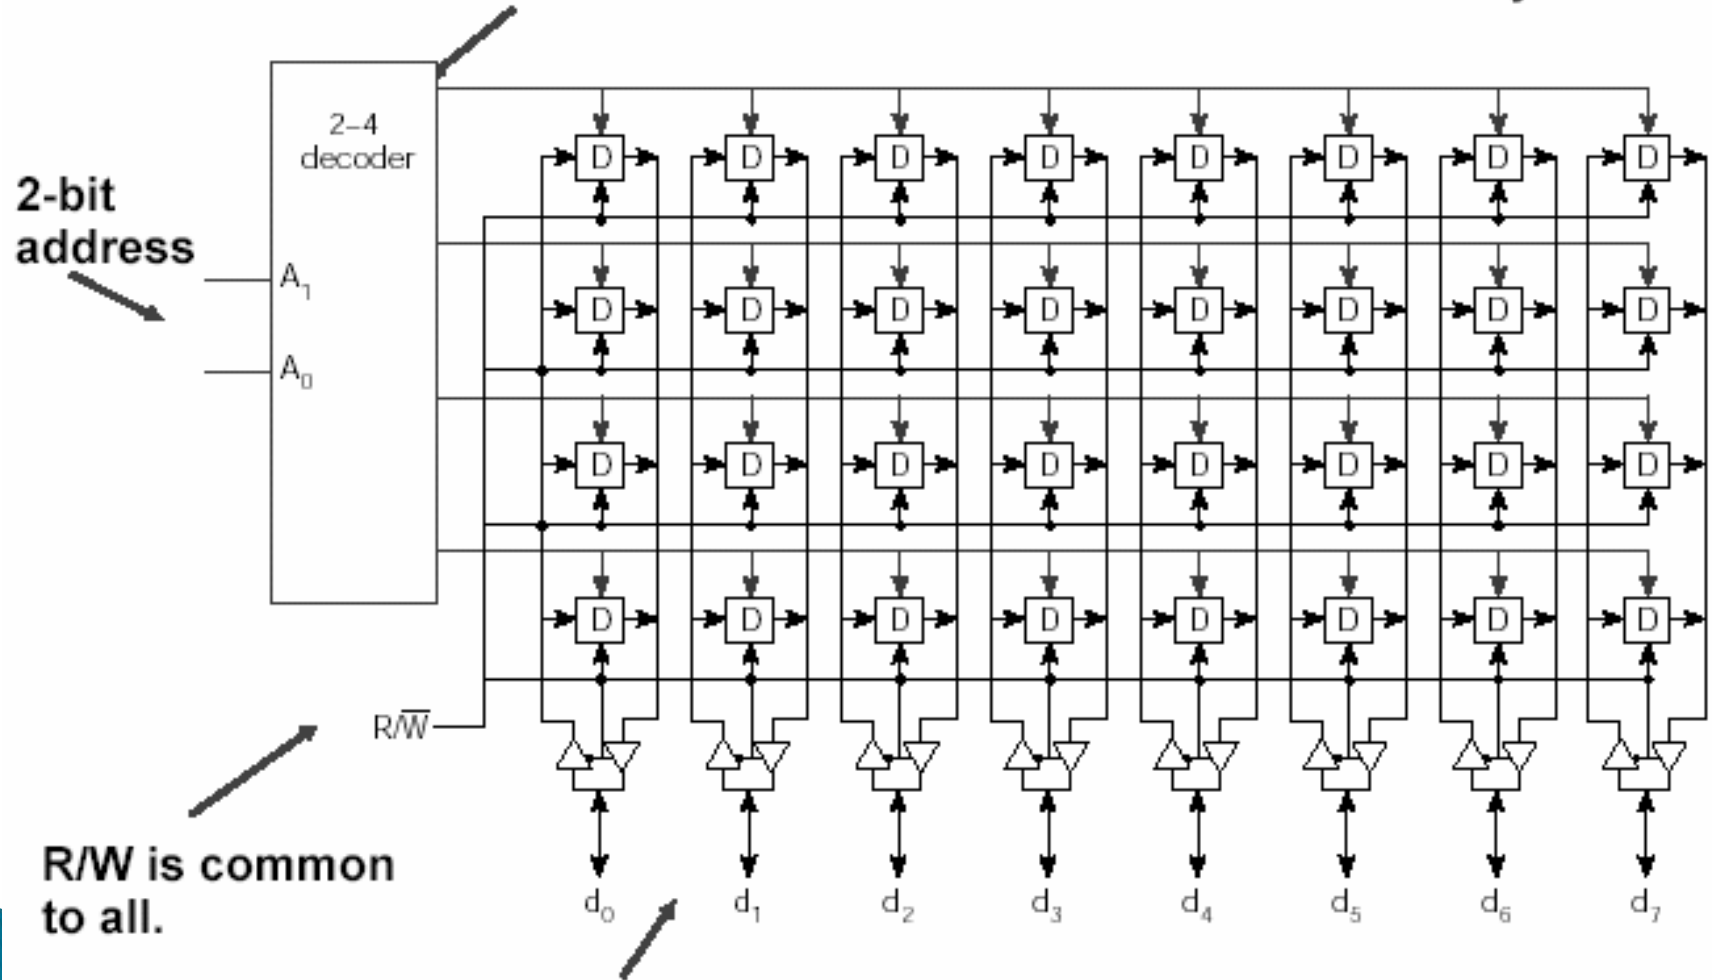 2–4
decoder
2-bit
address
A₁
A₀
D D D D D D D D
D D D D D D D D
D D D D D D D D
D D D D D D D D
R/W̅
R/W is common
to all.
d₀ d₁ d₂ d₃ d₄ d₅ d₆ d₇